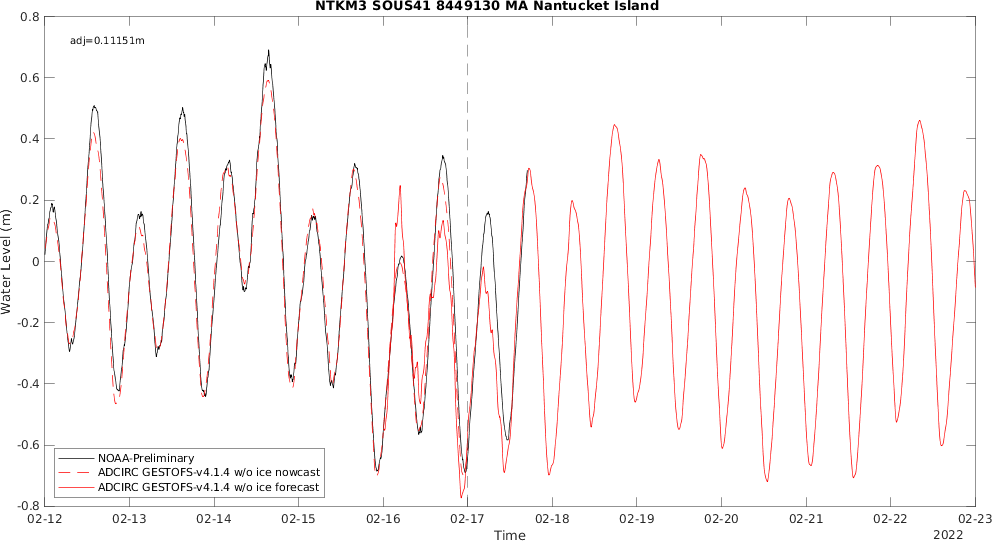 NTKM3 SOUS41 8449130 MA Nantucket Island
adj=0.11151m
0.8
0.6
0.4
0.2
0
-0.2
-0.4
-0.6
-0.8
Water Level (m)
NOAA-Preliminary
ADCIRC GESTOFS-v4.1.4 w/o ice nowcast
ADCIRC GESTOFS-v4.1.4 w/o ice forecast
02-12 02-13 02-14 02-15 02-16 02-17 02-18 02-19 02-20 02-21 02-22 02-23
Time
2022